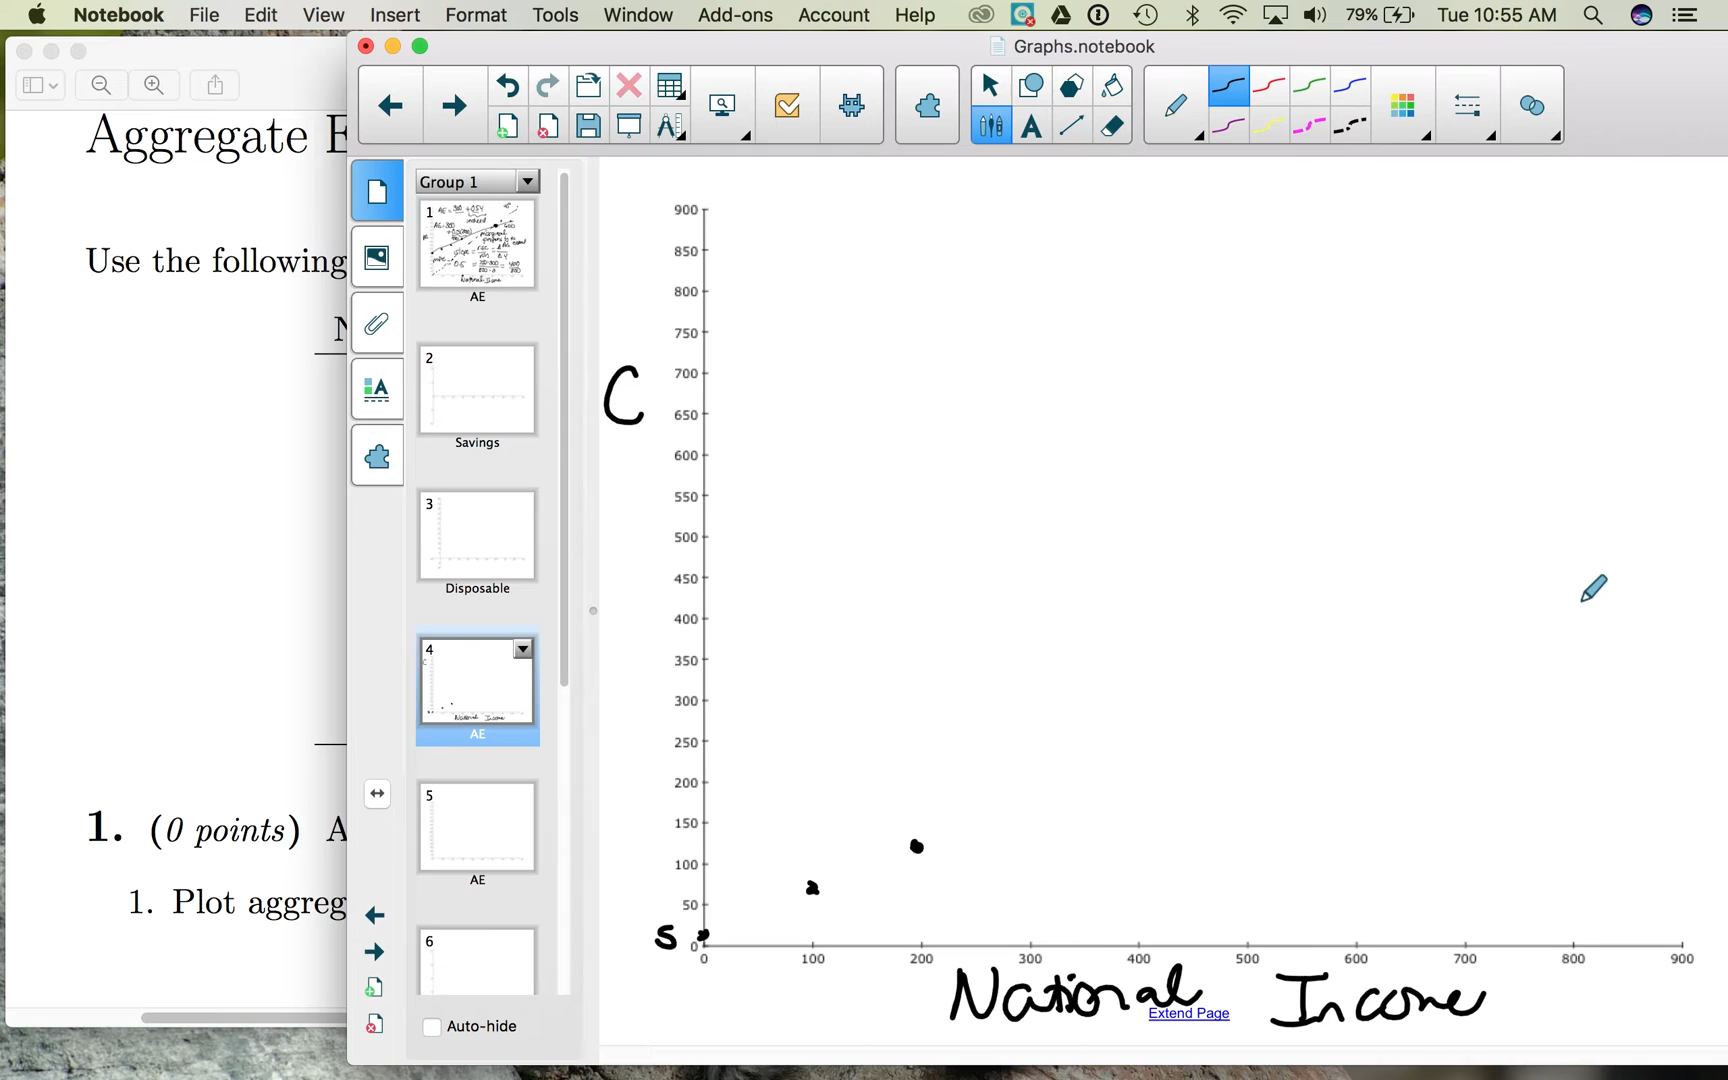 Notebook File Edit View Insert Format Tools Window Add-ons Account Help 79% Tue 10:55 AM
Graphs.notebook
Aggregate E
Use the following
N
1. (0 points) A
1. Plot aggreg
Group 1
1
AE
2
Savings
3
Disposable
4
AE
5
AE
6
Auto-hide
C
900
850
800
750
700
650
600
550
500
450
400
350
300
250
200
150
100
50
5 0
0 100 200 300 400 500 600 700 800 900
National Income
Extend Page